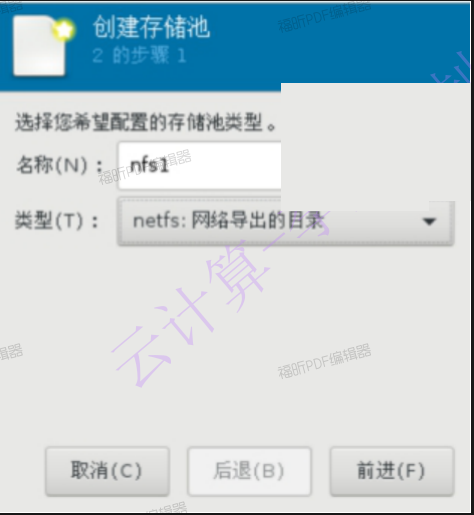 福昕PDF编辑器
创建存储池
2 的步骤 1
选择您希望配置的存储池类型。
名称(N)： nfs1
福昕PDF编辑器
类型(T)： netfs: 网络导出的目录
云计算
福昕PDF编辑器
取消(C) 后退(B) 前进(F)